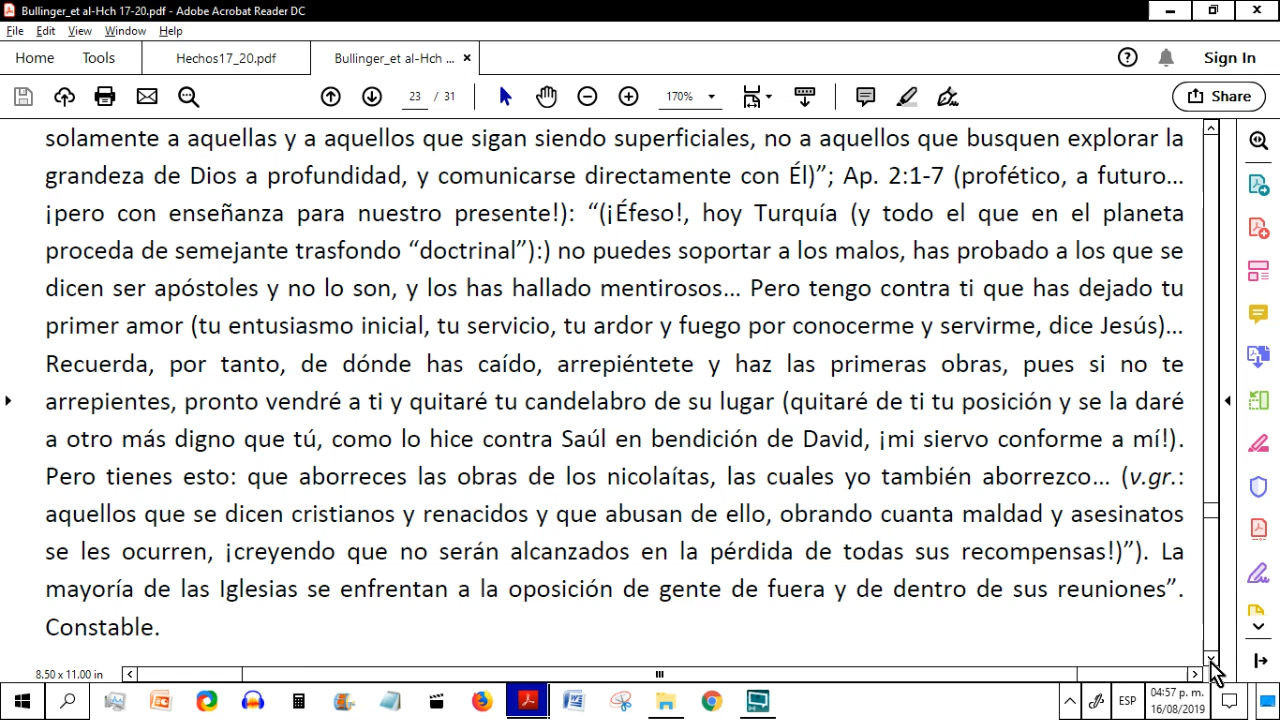 Bullinger_et al-Hch 17-20.pdf - Adobe Acrobat Reader DC
File Edit View Window Help
Home Tools Hechos17_20.pdf Bullinger_et al-Hch ... × Sign In
23 / 31 170% Share
solamente a aquellas y a aquellos que sigan siendo superficiales, no a aquellos que busquen explorar la
grandeza de Dios a profundidad, y comunicarse directamente con Él)”; Ap. 2:1-7 (profético, a futuro...
¡pero con enseñanza para nuestro presente!): “(¡Éfeso!, hoy Turquía (y todo el que en el planeta
proceda de semejante trasfondo “doctrinal”):) no puedes soportar a los malos, has probado a los que se
dicen ser apóstoles y no lo son, y los has hallado mentirosos... Pero tengo contra ti que has dejado tu
primer amor (tu entusiasmo inicial, tu servicio, tu ardor y fuego por conocerme y servirme, dice Jesús)...
Recuerda, por tanto, de dónde has caído, arrepiéntete y haz las primeras obras, pues si no te
arrepientes, pronto vendré a ti y quitaré tu candelabro de su lugar (quitaré de ti tu posición y se la daré
a otro más digno que tú, como lo hice contra Saúl en bendición de David, ¡mi siervo conforme a mí!).
Pero tienes esto: que aborreces las obras de los nicolaítas, las cuales yo también aborrezco... (v.gr.:
aquellos que se dicen cristianos y renacidos y que abusan de ello, obrando cuanta maldad y asesinatos
se les ocurren, ¡creyendo que no serán alcanzados en la pérdida de todas sus recompensas!)”). La
mayoría de las Iglesias se enfrentan a la oposición de gente de fuera y de dentro de sus reuniones”.
Constable.
8.50 x 11.00 in
ESP 04:57 p. m.
16/08/2019